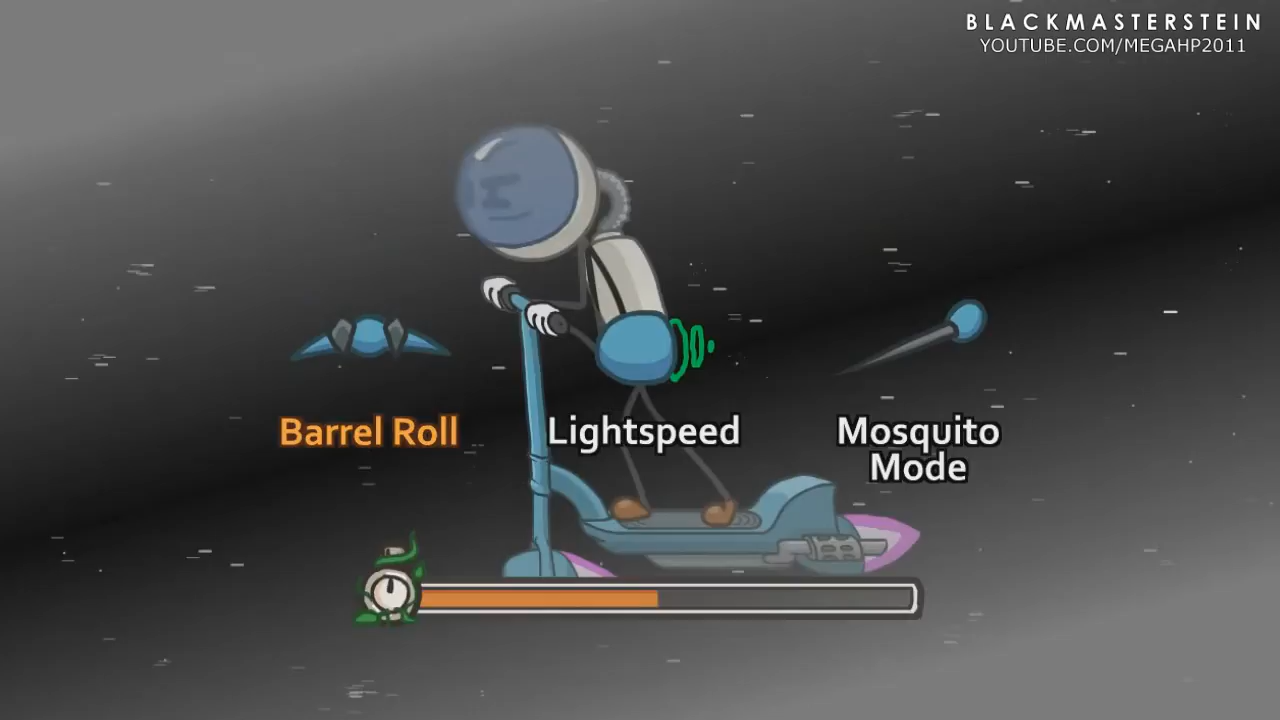 BLACKMASTERSTEIN
YOUTUBE.COM/MEGAHP2011
Barrel Roll
Lightspeed
Mosquito
Mode